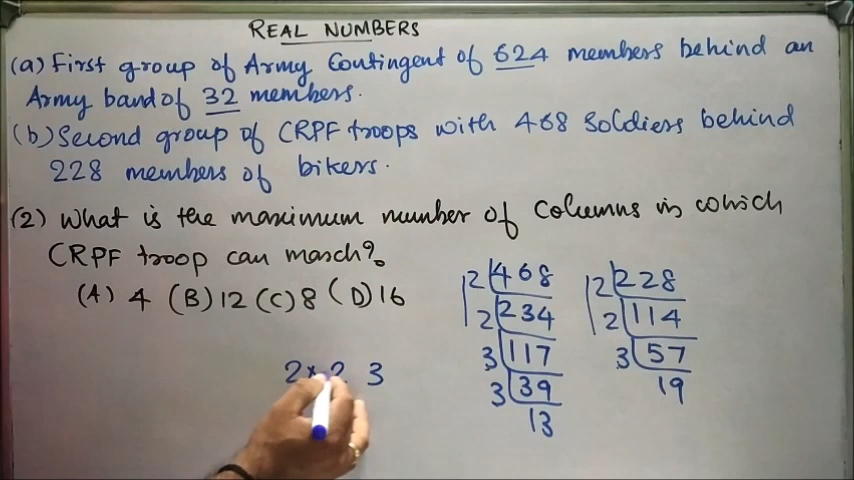 REAL NUMBERS
(a) First group of Army Contingent of 624 members behind an
Army band of 32 members.
(b) Second group of CRPF troops with 468 Soldiers behind
228 members of bikers.
(2) What is the maximum number of Columns in which
CRPF troop can march?
(A) 4 (B) 12 (C) 8 (D) 16
2 468
2 234
3 117
3 39
13
2 228
2 114
3 57
19
2 × 2 3